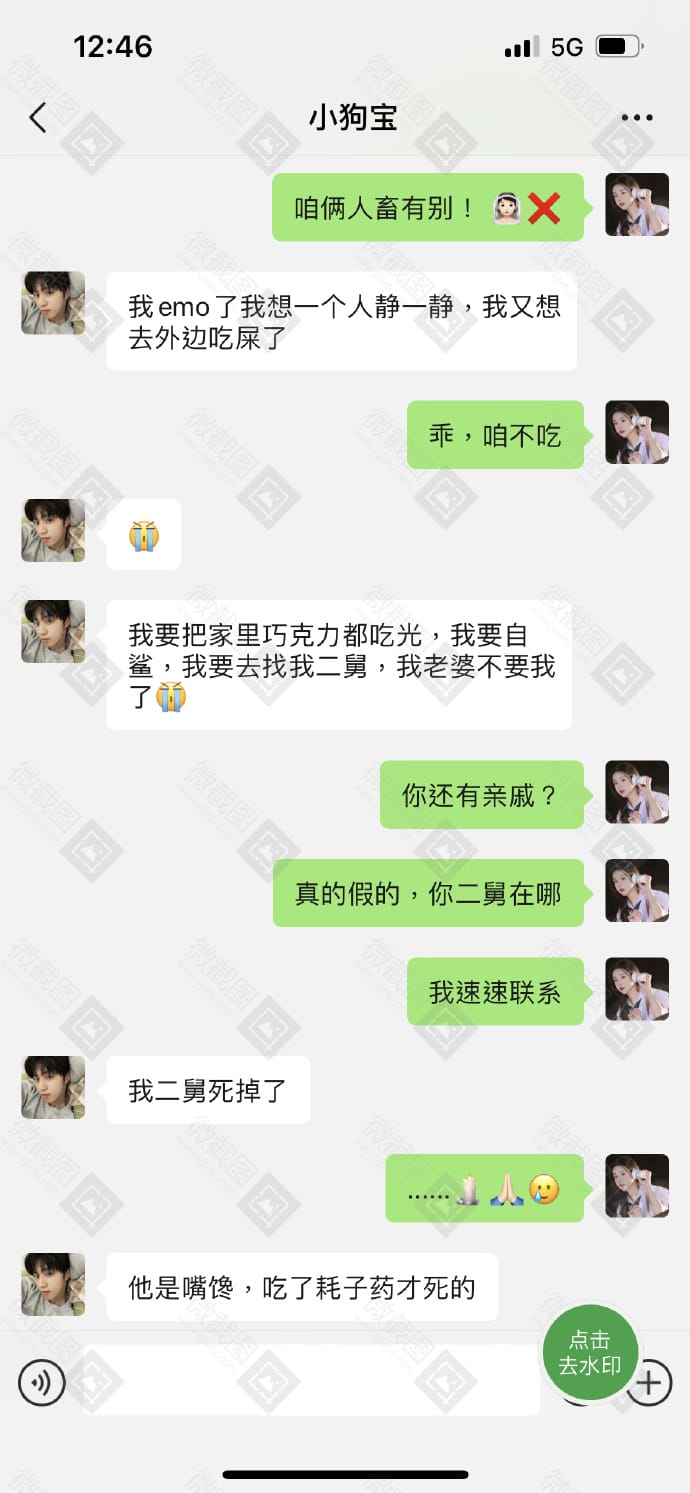 12:46
5G
小狗宝
咱俩人畜有别！👰🏻❌
我emo了我想一个人静一静，我又想
去外边吃屎了
乖，咱不吃
😭
我要把家里巧克力都吃光，我要自
鲨，我要去找我二舅，我老婆不要我
了😭
你还有亲戚？
真的假的，你二舅在哪
我速速联系
我二舅死掉了
......🕯️🙏🏻🥲
他是嘴馋，吃了耗子药才死的
点击
去水印
微截图